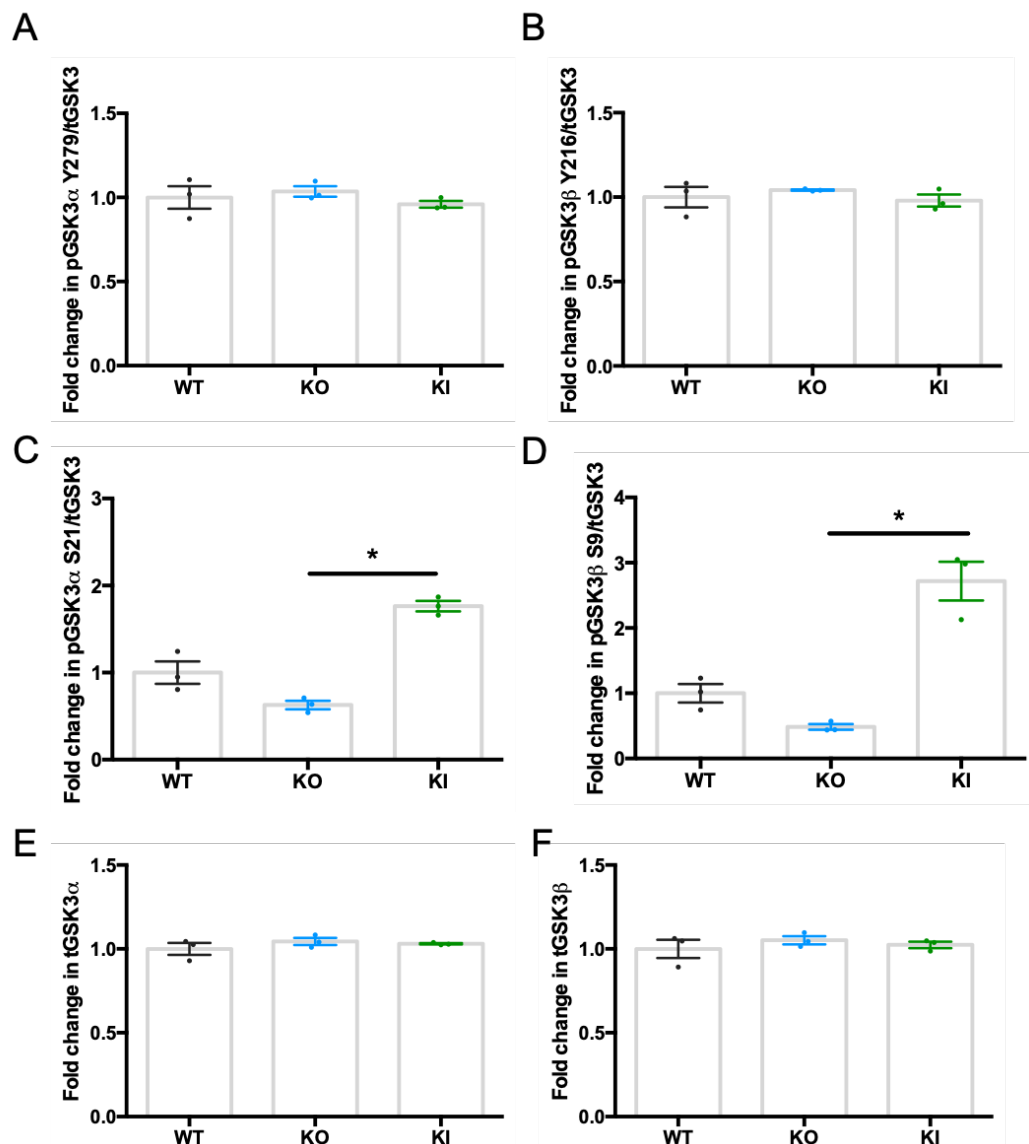 A
Fold change in pGSK3α Y279/tGSK3
1.5
1.0
0.5
0.0
WT KO KI
B
Fold change in pGSK3β Y216/tGSK3
1.5
1.0
0.5
0.0
WT KO KI
C
Fold change in pGSK3α S21/tGSK3
3
2
1
0
*
WT KO KI
D
Fold change in pGSK3β S9/tGSK3
4
3
2
1
0
*
WT KO KI
E
Fold change in tGSK3α
1.5
1.0
0.5
0.0
WT KO KI
F
Fold change in tGSK3β
1.5
1.0
0.5
0.0
WT KO KI